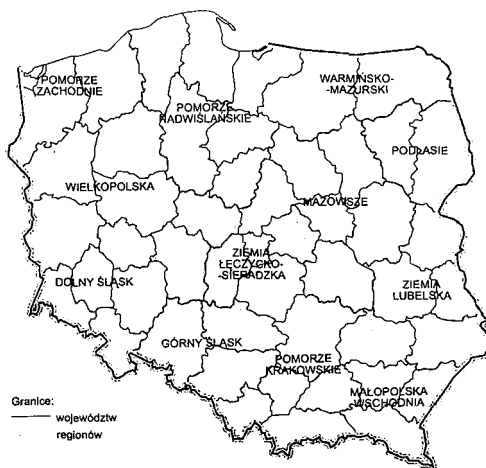 POMORZE
ZACHODNIE
WARMIŃSKO-
-MAZURSKI
POMORZE
NADWIŚLAŃSKIE
PODLASIE
WIELKOPOLSKA
MAZOWSZE
ZIEMIA
ŁĘCZYCKO-
-SIERADZKA
DOLNY ŚLĄSK
ZIEMIA
LUBELSKA
GÓRNY ŚLĄSK
POMORZE
KRAKOWSKIE
MAŁOPOLSKA
WSCHODNIA
Granice:
województw
regionów